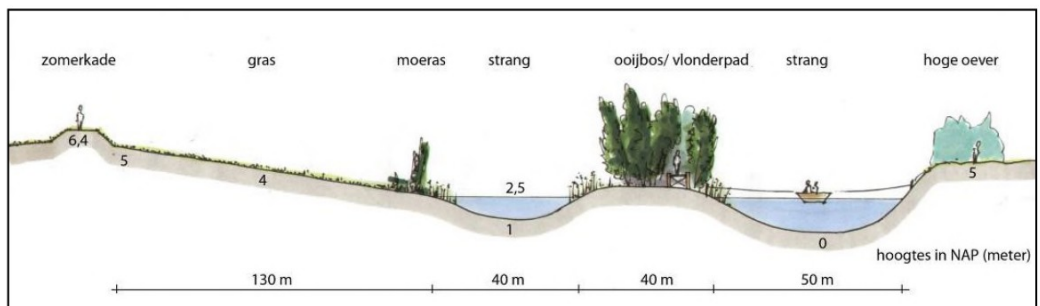 zomerkade gras moeras strang ooijbos/ vlonderpad strang hoge oever
6,4
5
4
2,5
1
0
5
hoogtes in NAP (meter)
130 m 40 m 40 m 50 m